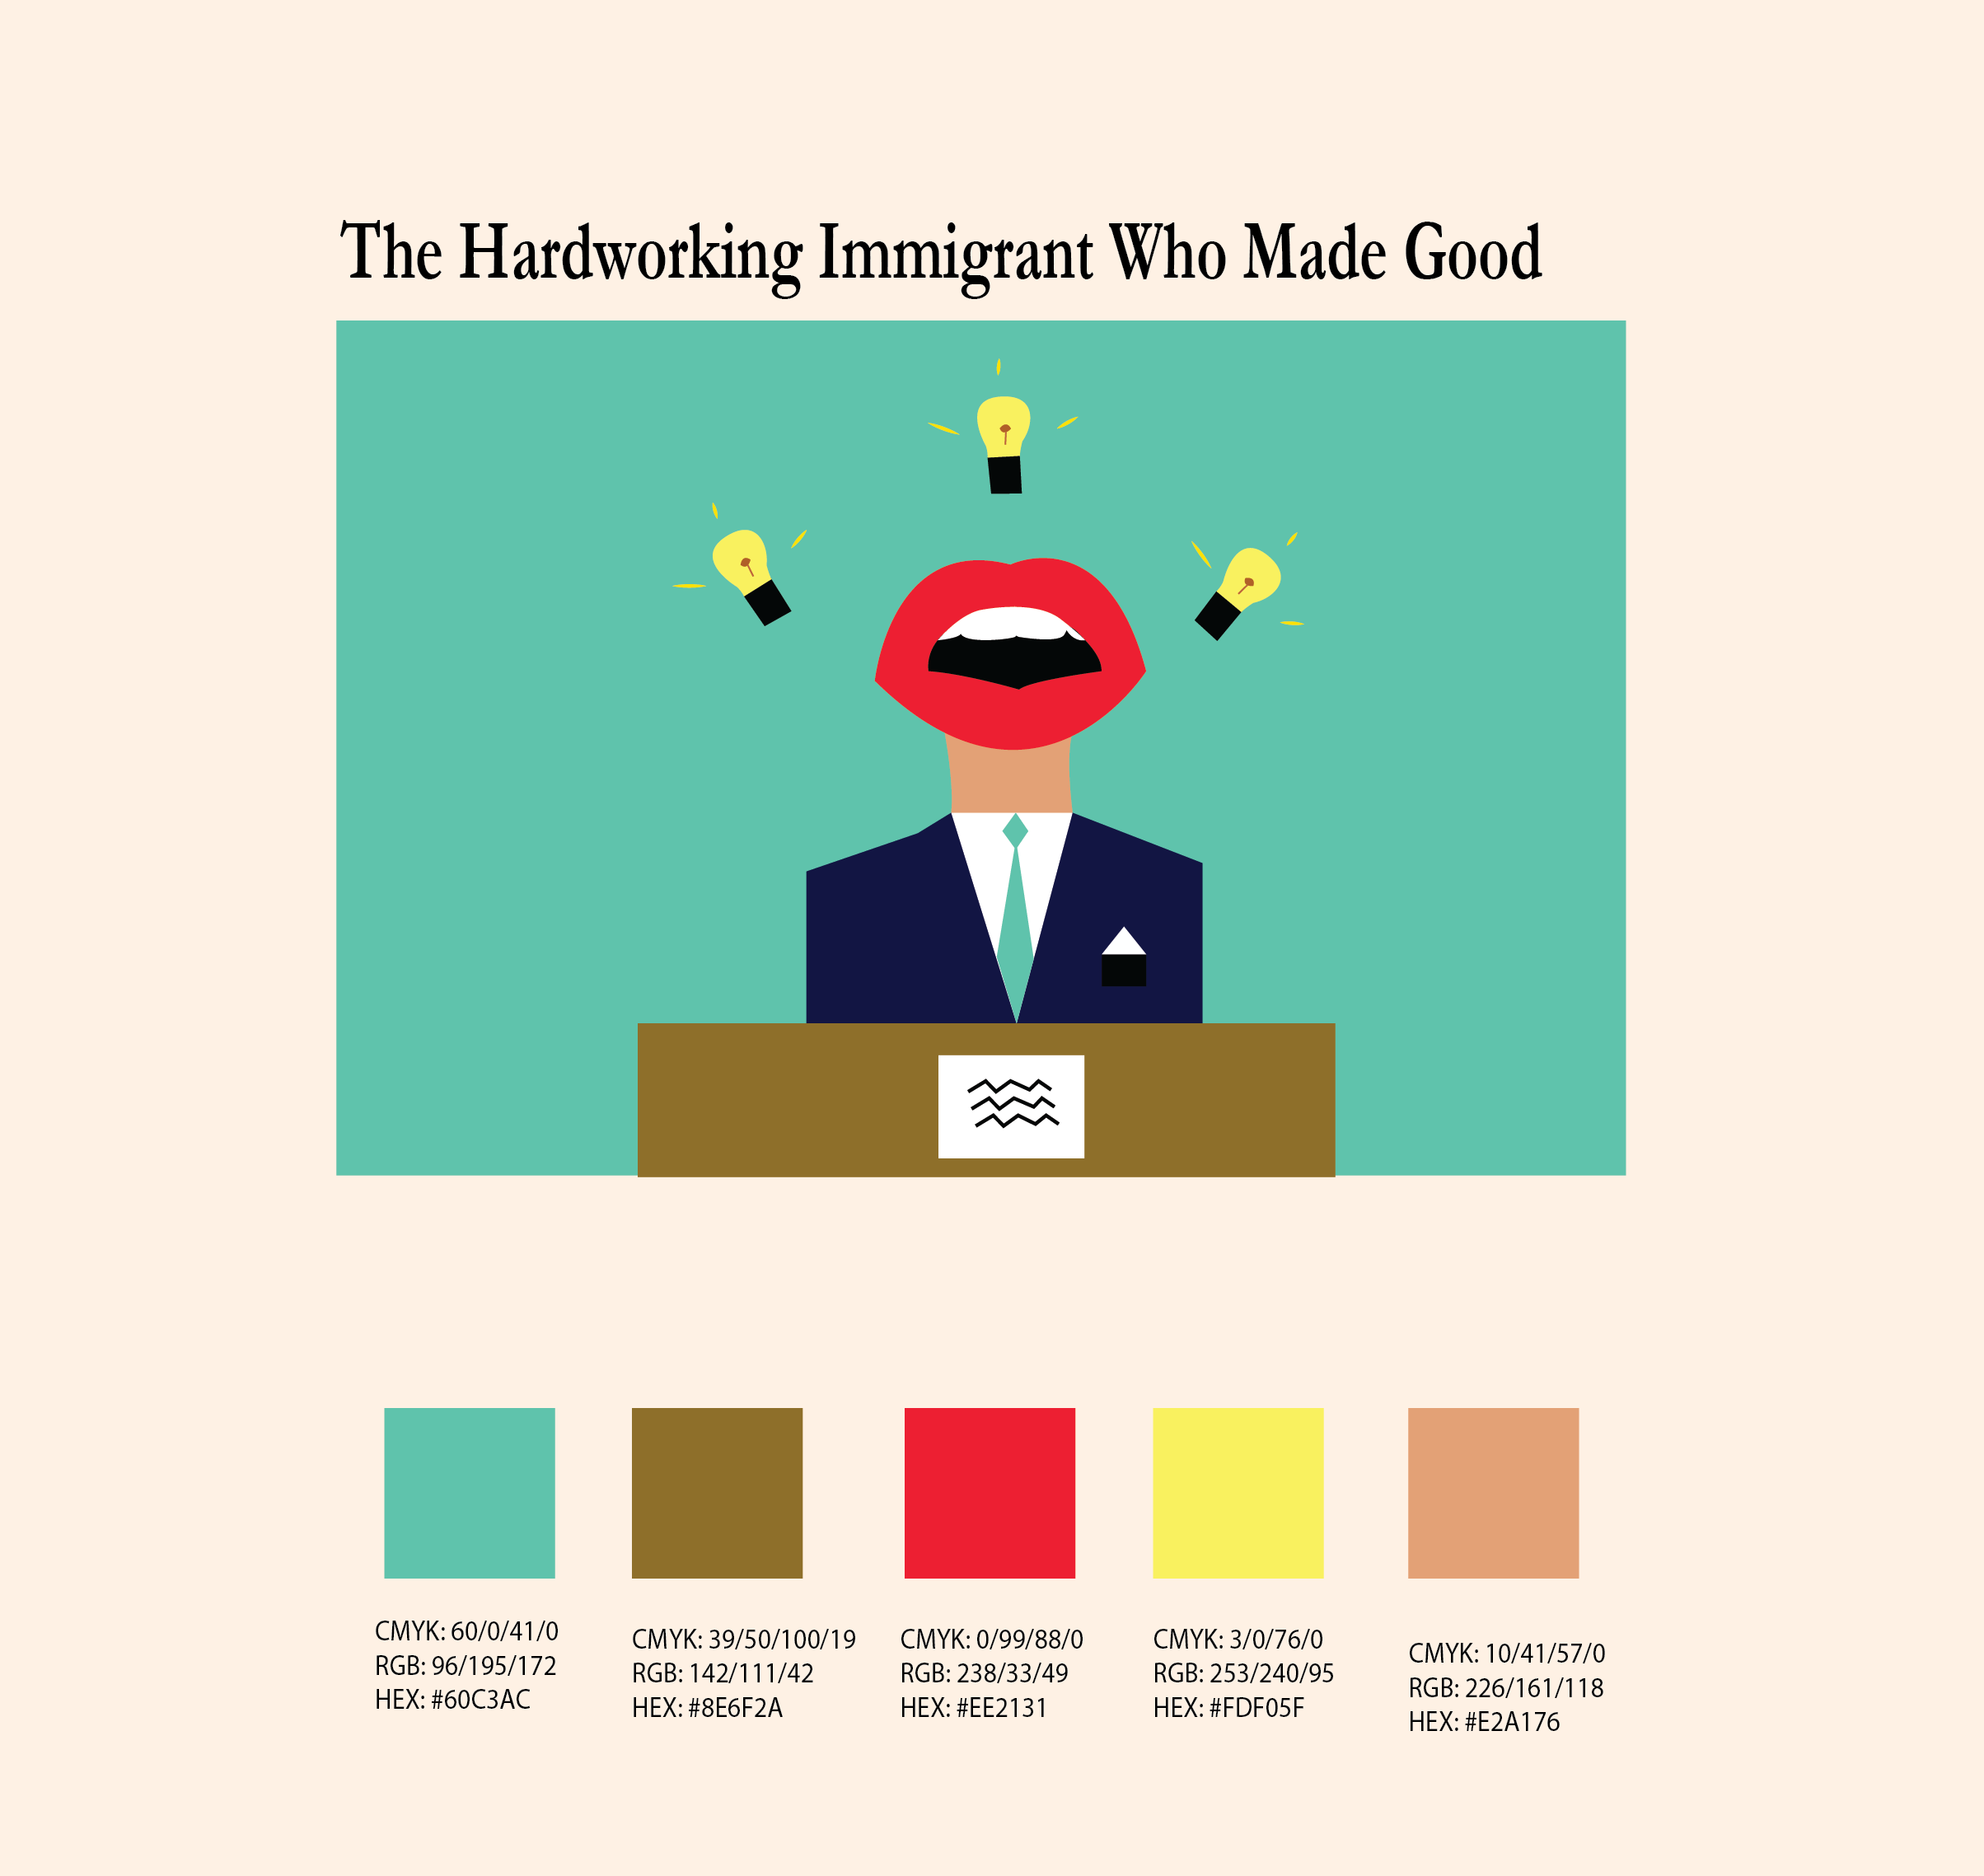 The Hardworking Immigrant Who Made Good
CMYK: 60/0/41/0
RGB: 96/195/172
HEX: #60C3AC
CMYK: 39/50/100/19
RGB: 142/111/42
HEX: #8E6F2A
CMYK: 0/99/88/0
RGB: 238/33/49
HEX: #EE2131
CMYK: 3/0/76/0
RGB: 253/240/95
HEX: #FDF05F
CMYK: 10/41/57/0
RGB: 226/161/118
HEX: #E2A176